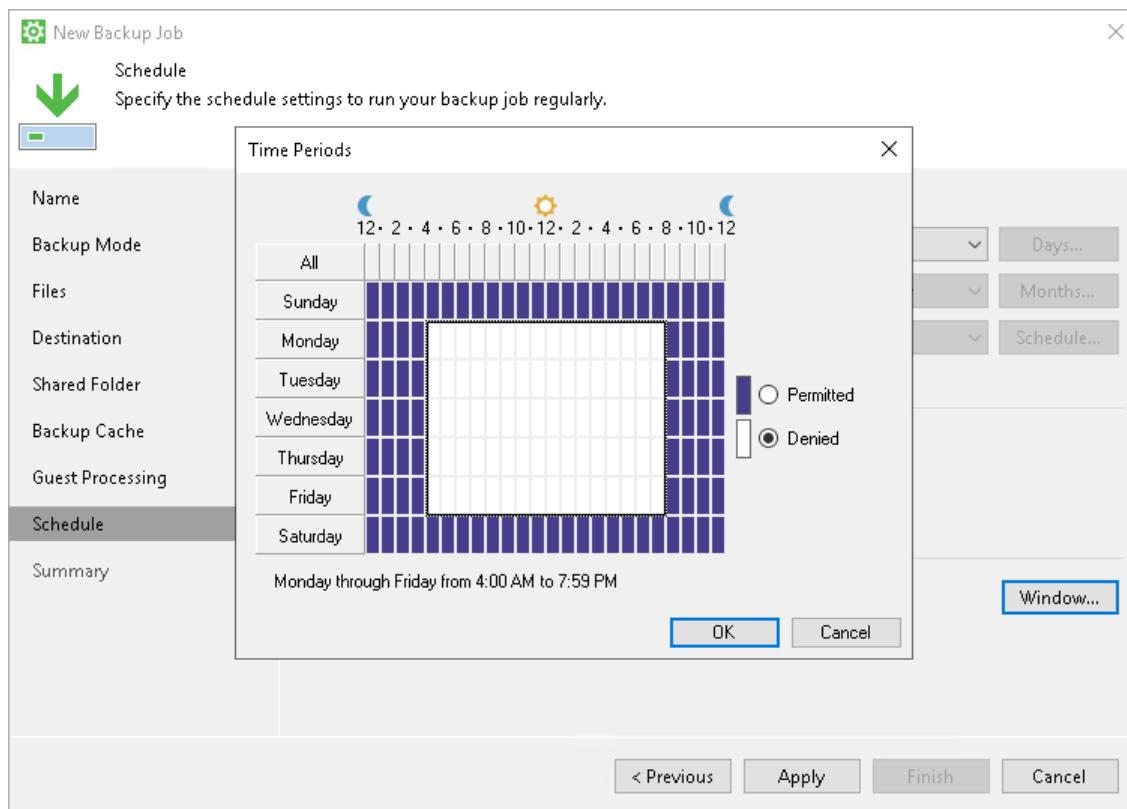 New Backup Job
Schedule
Specify the schedule settings to run your backup job regularly.
Time Periods
Name
Backup Mode
Files
Destination
Shared Folder
Backup Cache
Guest Processing
Schedule
Summary
12 · 2 · 4 · 6 · 8 · 10 · 12 · 2 · 4 · 6 · 8 · 10 · 12
All
Sunday
Monday
Tuesday
Wednesday
Thursday
Friday
Saturday
Permitted
Denied
Monday through Friday from 4:00 AM to 7:59 PM
OK Cancel
Days...
Months...
Schedule...
Window...
< Previous Apply Finish Cancel